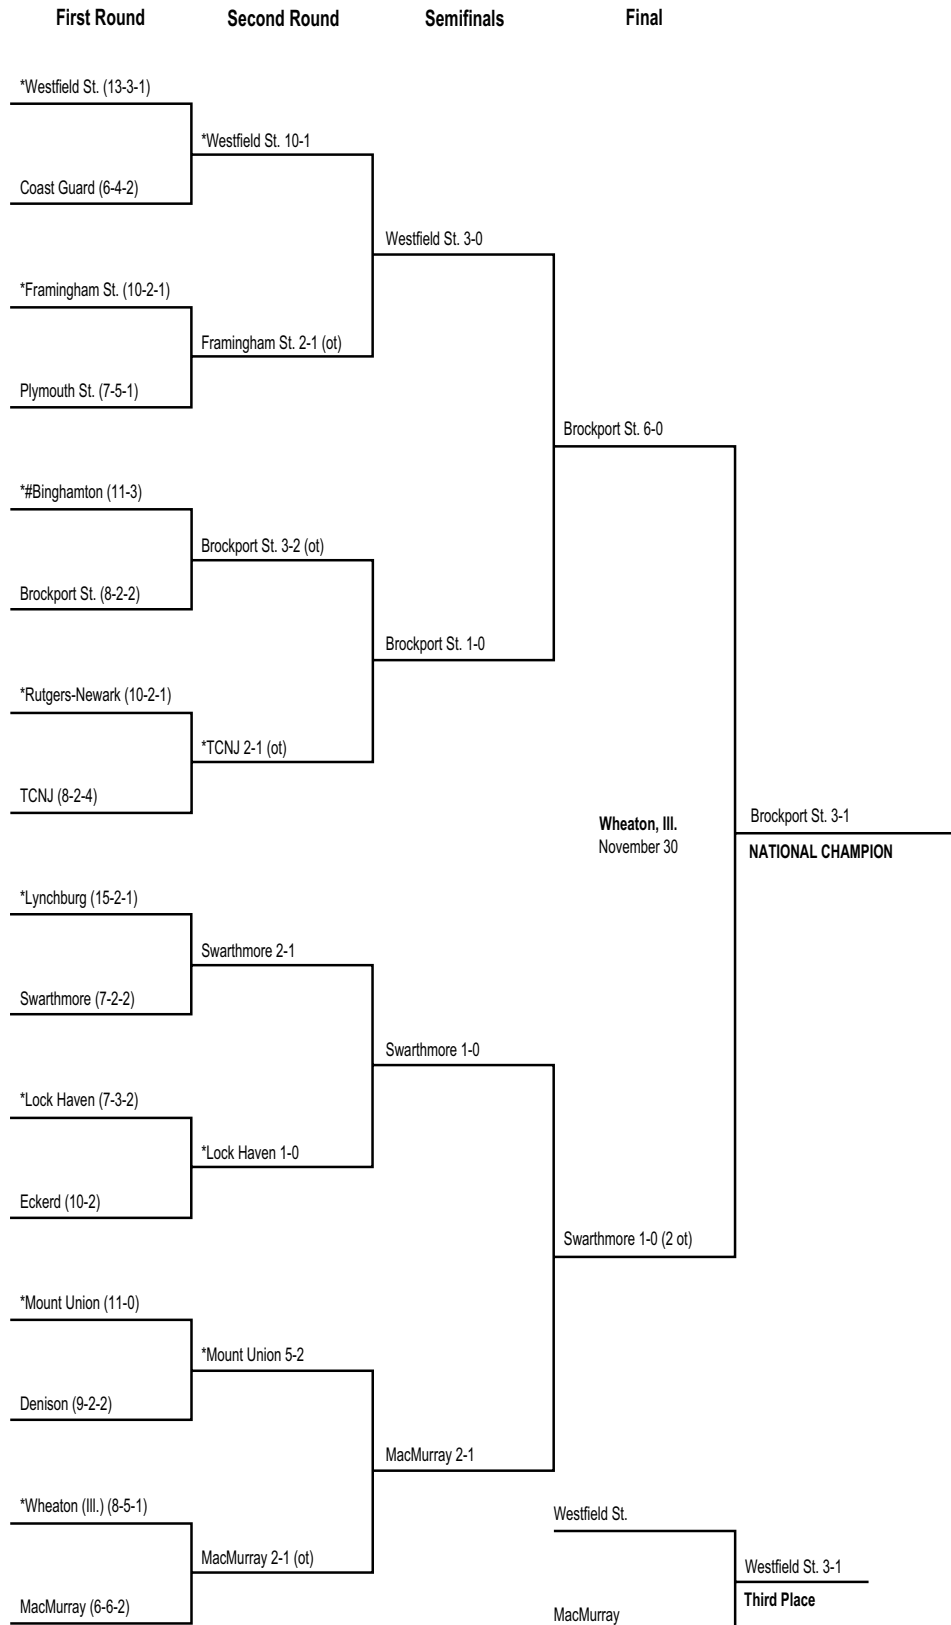 First Round
Second Round
Semifinals
Final
*Westfield St. (13-3-1)
*Westfield St. 10-1
Coast Guard (6-4-2)
Westfield St. 3-0
*Framingham St. (10-2-1)
Framingham St. 2-1 (ot)
Plymouth St. (7-5-1)
Brockport St. 6-0
*#Binghamton (11-3)
Brockport St. 3-2 (ot)
Brockport St. (8-2-2)
Brockport St. 1-0
*Rutgers-Newark (10-2-1)
*TCNJ 2-1 (ot)
TCNJ (8-2-4)
Wheaton, Ill.
November 30
Brockport St. 3-1
NATIONAL CHAMPION
*Lynchburg (15-2-1)
Swarthmore 2-1
Swarthmore (7-2-2)
Swarthmore 1-0
*Lock Haven (7-3-2)
*Lock Haven 1-0
Eckerd (10-2)
Swarthmore 1-0 (2 ot)
*Mount Union (11-0)
*Mount Union 5-2
Denison (9-2-2)
MacMurray 2-1
*Wheaton (Ill.) (8-5-1)
MacMurray 2-1 (ot)
MacMurray (6-6-2)
Westfield St.
Westfield St. 3-1
Third Place
MacMurray